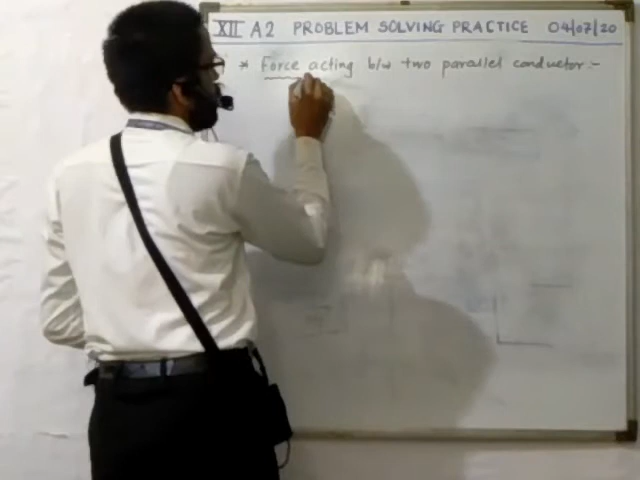 XII A2 PROBLEM SOLVING PRACTICE 04/07/20
* Force acting b/w two parallel conductor:-